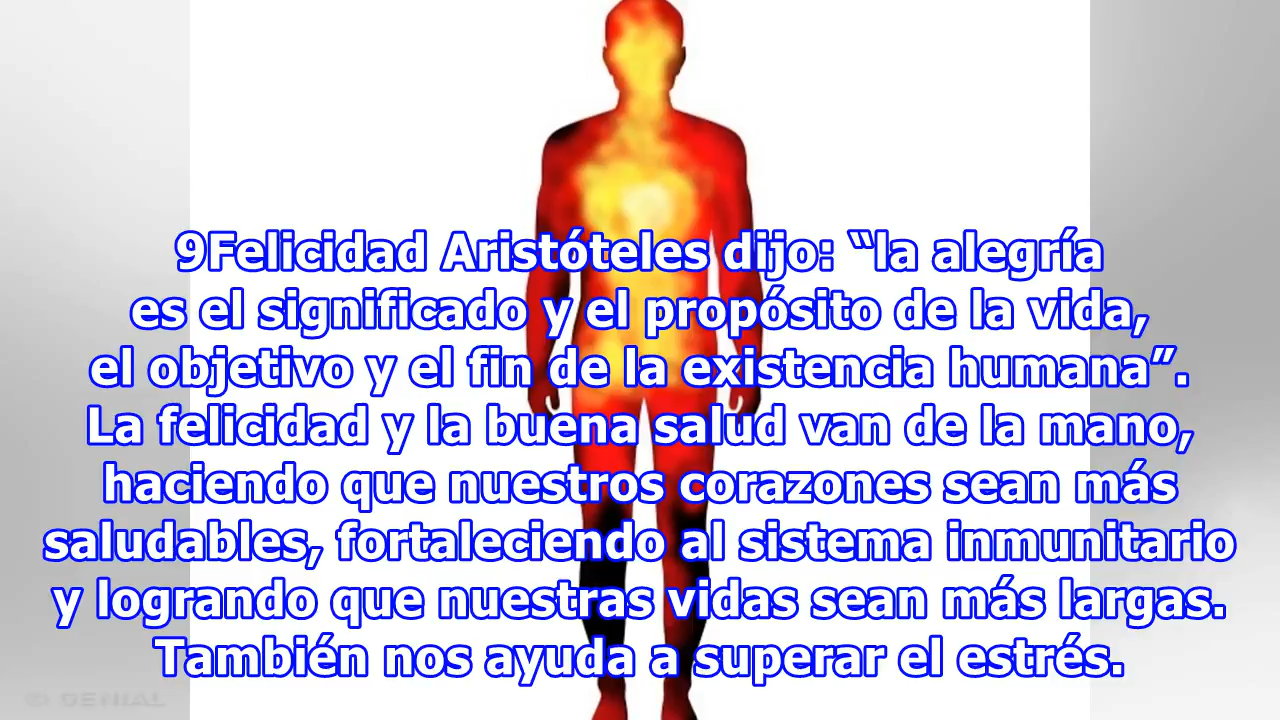 9Felicidad Aristóteles dijo: “la alegría
es el significado y el propósito de la vida,
el objetivo y el fin de la existencia humana”.
La felicidad y la buena salud van de la mano,
haciendo que nuestros corazones sean más
saludables, fortaleciendo al sistema inmunitario
y logrando que nuestras vidas sean más largas.
También nos ayuda a superar el estrés.
© DENIAL